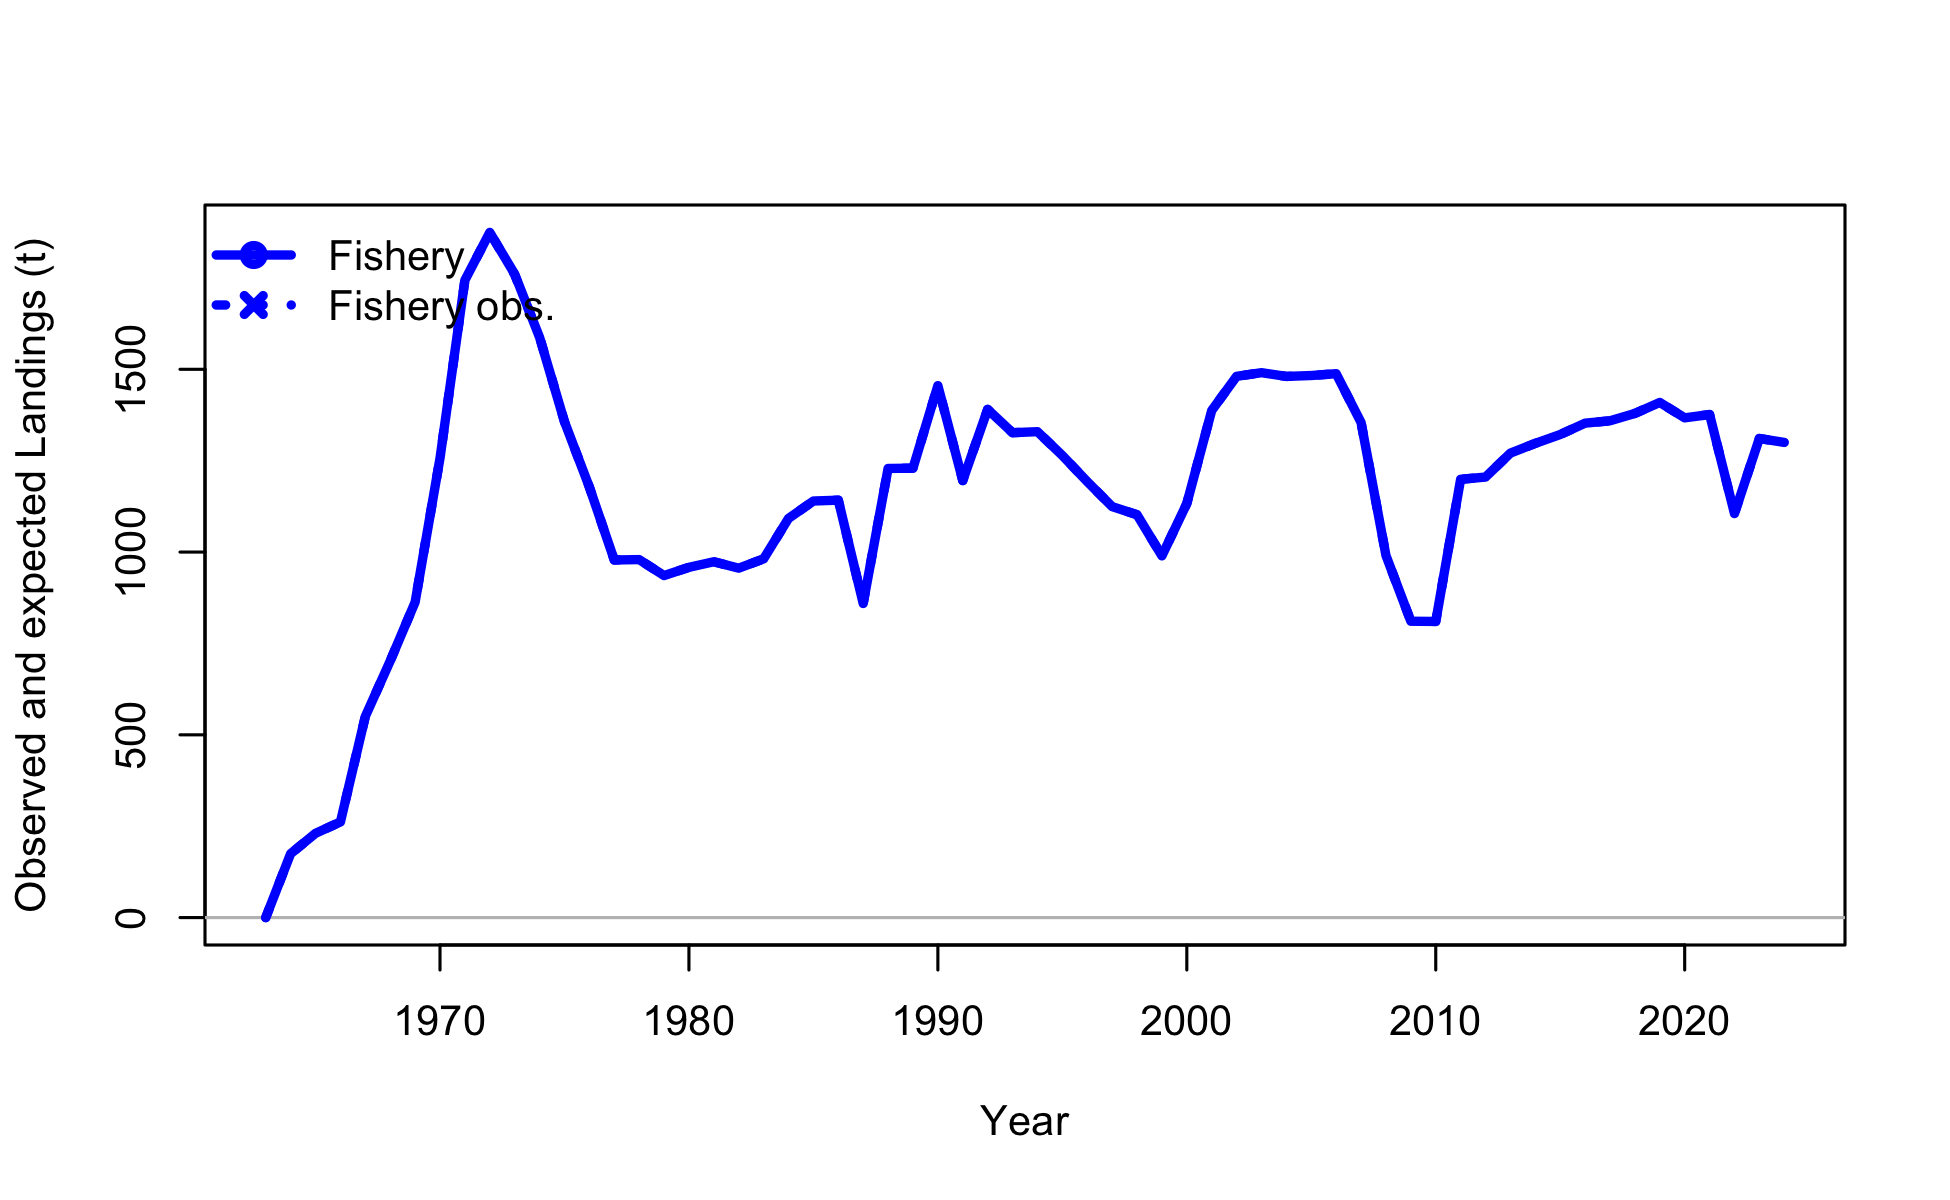 Fishery
Fishery obs.
Observed and expected Landings (t)
1500
1000
500
0
1970 1980 1990 2000 2010 2020
Year